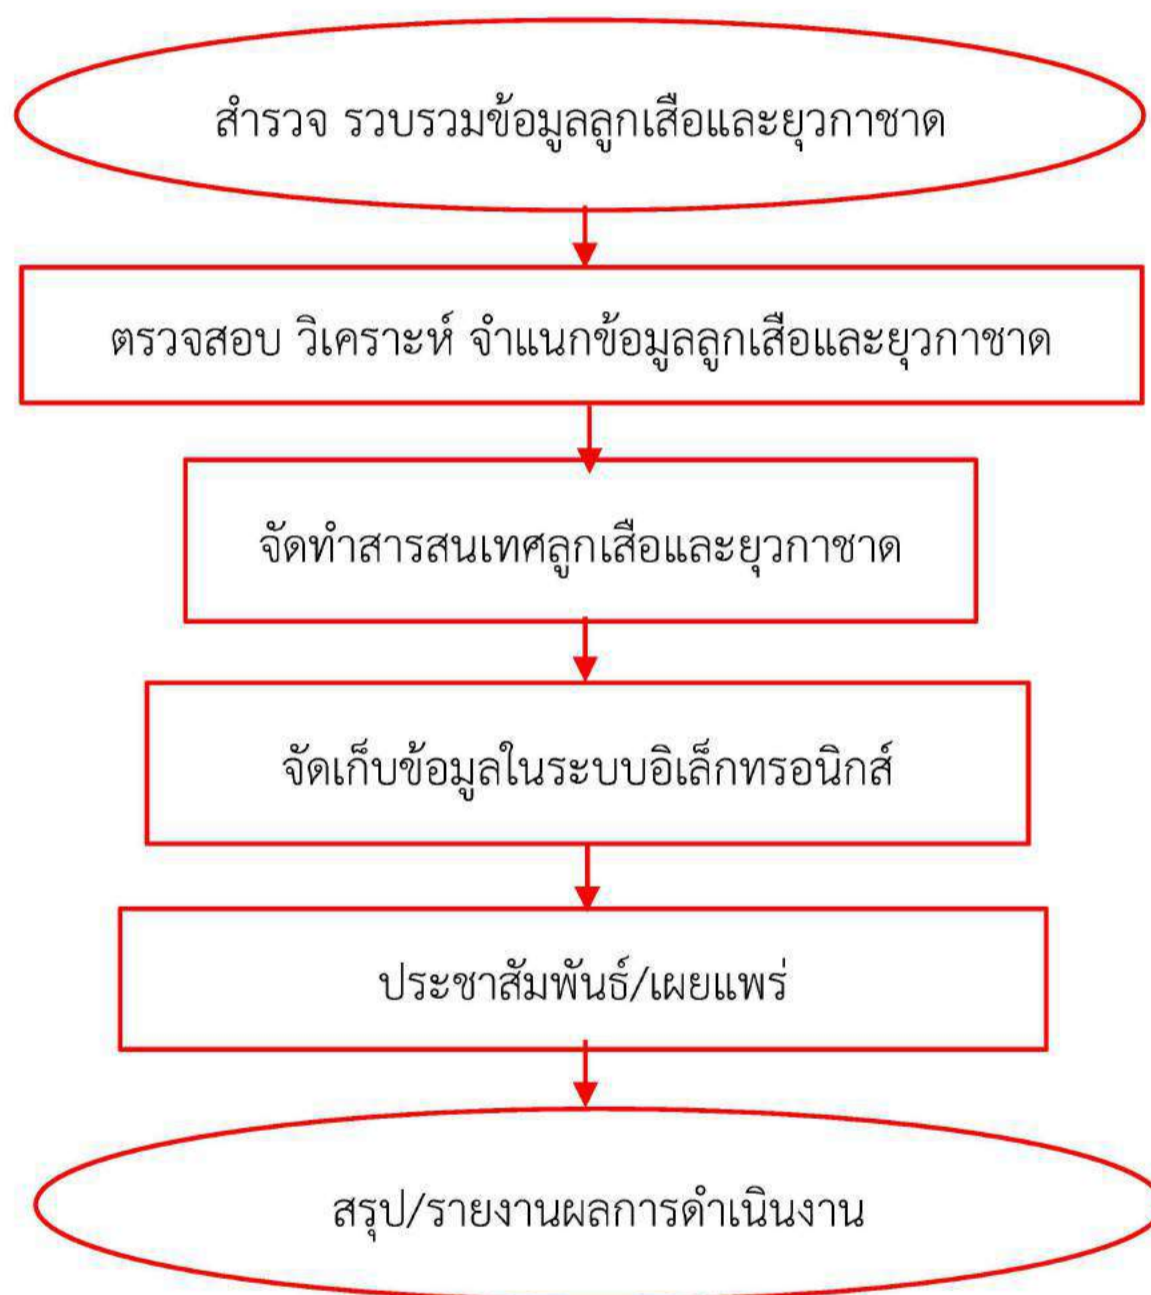 สำรวจ รวบรวมข้อมูลลูกเสือและยุวกาชาด
ตรวจสอบ วิเคราะห์ จำแนกข้อมูลลูกเสือและยุวกาชาด
จัดทำสารสนเทศลูกเสือและยุวกาชาด
จัดเก็บข้อมูลในระบบอิเล็กทรอนิกส์
ประชาสัมพันธ์/เผยแพร่
สรุป/รายงานผลการดำเนินงาน